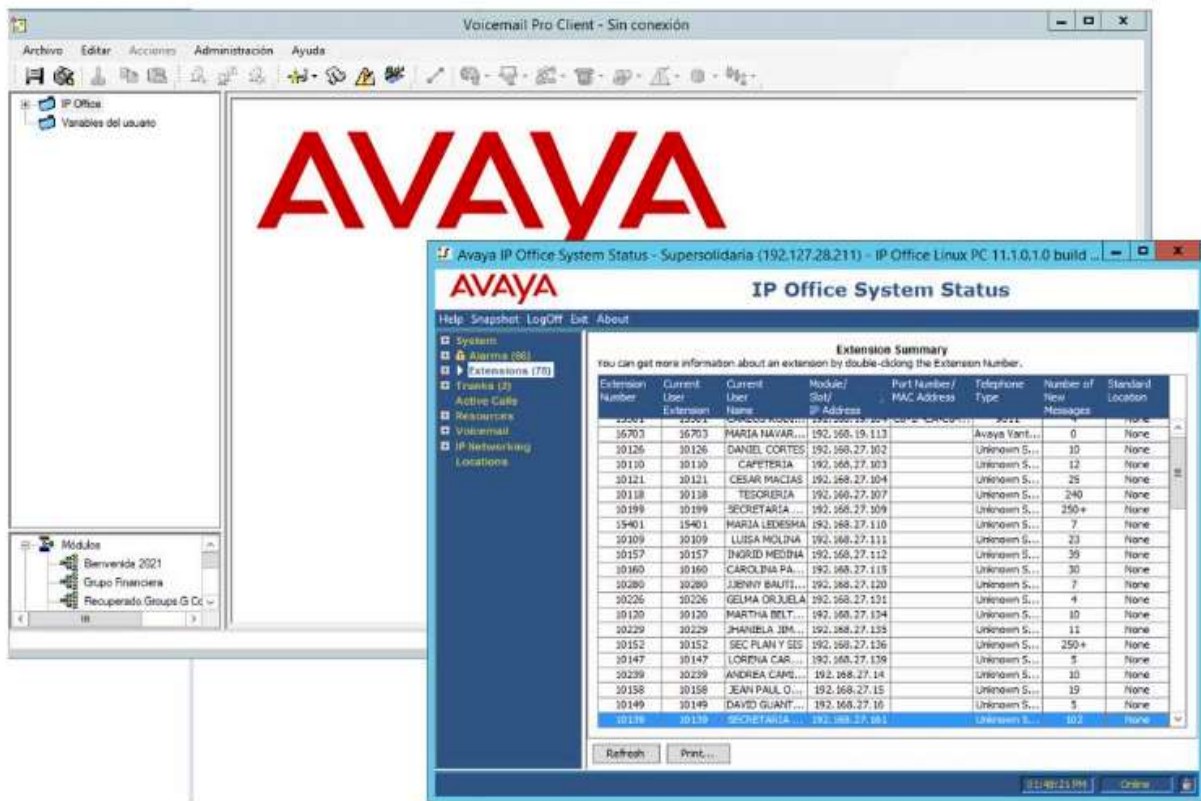 Voicemail Pro Client - Sin conexión
Archivo Editar Acciones Administración Ayuda
IP Office
Variables del usuario
AVAYA
Módulos
Bienvenida 2021
Grupo Financiera
Recuperado.Groups.G Cc
Avaya IP Office System Status - Supersolidaria (192.127.28.211) - IP Office Linux PC 11.1.0.1.0 build ...
AVAYA IP Office System Status
Help Snapshot LogOff Exit About
System
Alarms (86)
Extensions (78)
Trunks (2)
Active Calls
Resources
Voicemail
IP Networking
Locations
Extension Summary
You can get more information about an extension by double-clicking the Extension Number.
Extension Number Current User Extension Current User Name Module/ Slot/ IP Address Port Number/ MAC Address Telephone Type Number of New Messages Standard Location
16703 16703 MARIA NAVAR... 192.168.19.113 Avaya Vant... 0 None
10126 10126 DANIEL CORTES 192.168.27.102 Unknown S... 10 None
10110 10110 CAFETERIA 192.168.27.103 Unknown S... 12 None
10121 10121 CESAR MACIAS 192.168.27.104 Unknown S... 25 None
10118 10118 TESORERIA 192.168.27.107 Unknown S... 240 None
10199 10199 SECRETARIA ... 192.168.27.109 Unknown S... 250+ None
15401 15401 MARIA LEDESMA 192.168.27.110 Unknown S... 7 None
10109 10109 LUISA MOLINA 192.168.27.111 Unknown S... 23 None
10157 10157 INGRID MEDINA 192.168.27.112 Unknown S... 39 None
10160 10160 CAROLINA PA... 192.168.27.115 Unknown S... 30 None
10280 10280 JJENNY BAUTI... 192.168.27.120 Unknown S... 7 None
10226 10226 GELMA ORJUELA 192.168.27.131 Unknown S... 4 None
10120 10120 MARTHA BELT... 192.168.27.134 Unknown S... 10 None
10229 10229 JHANIELA JIM... 192.168.27.135 Unknown S... 11 None
10152 10152 SEC PLAN Y SIS 192.168.27.136 Unknown S... 250+ None
10147 10147 LORENA CAR... 192.168.27.139 Unknown S... 5 None
10239 10239 ANDREA CAMI... 192.168.27.14 Unknown S... 10 None
10158 10158 JEAN PAUL O... 192.168.27.15 Unknown S... 19 None
10149 10149 DAVID GUANT... 192.168.27.16 Unknown S... 5 None
10139 10139 SECRETARIA ... 192.168.27.161 Unknown S... 102 None
Refresh Print...
01:48:21 PM Online